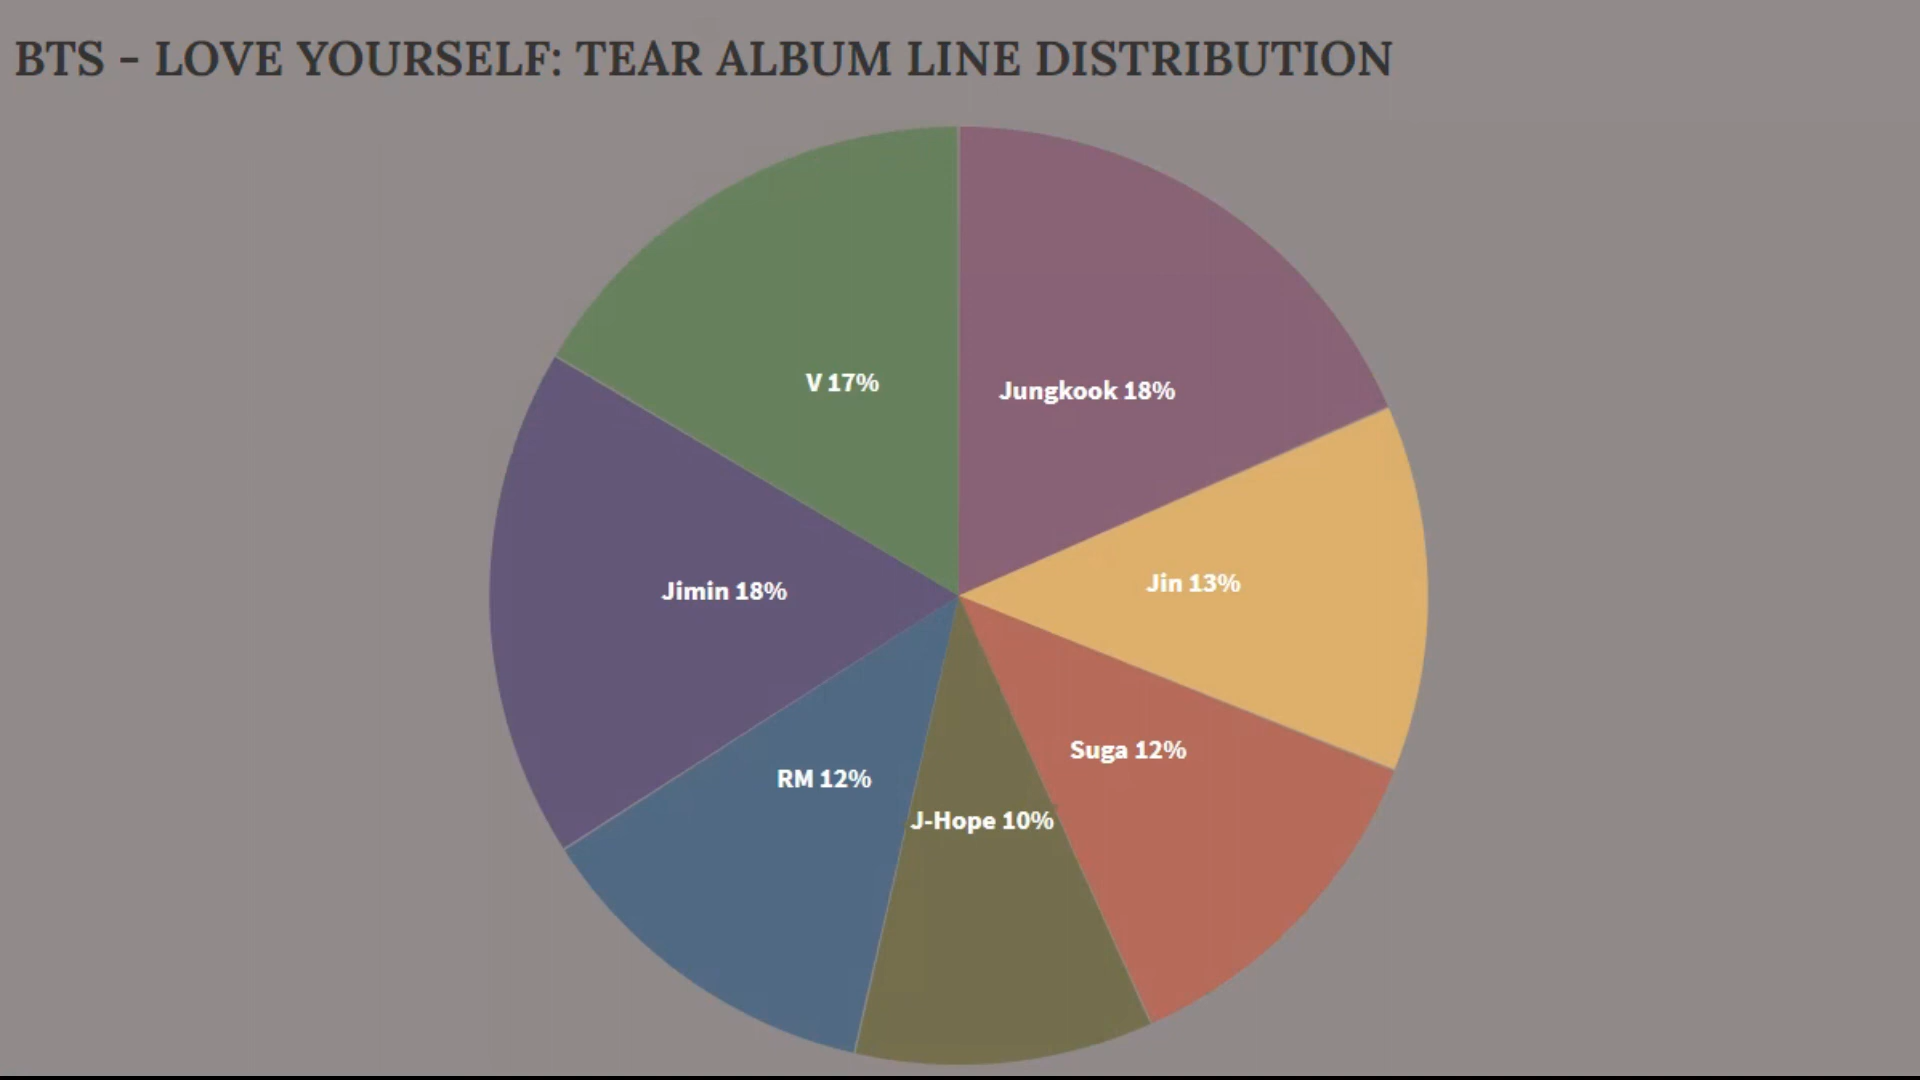 BTS - LOVE YOURSELF: TEAR ALBUM LINE DISTRIBUTION
V 17%
Jungkook 18%
Jin 13%
Jimin 18%
Suga 12%
RM 12%
J-Hope 10%